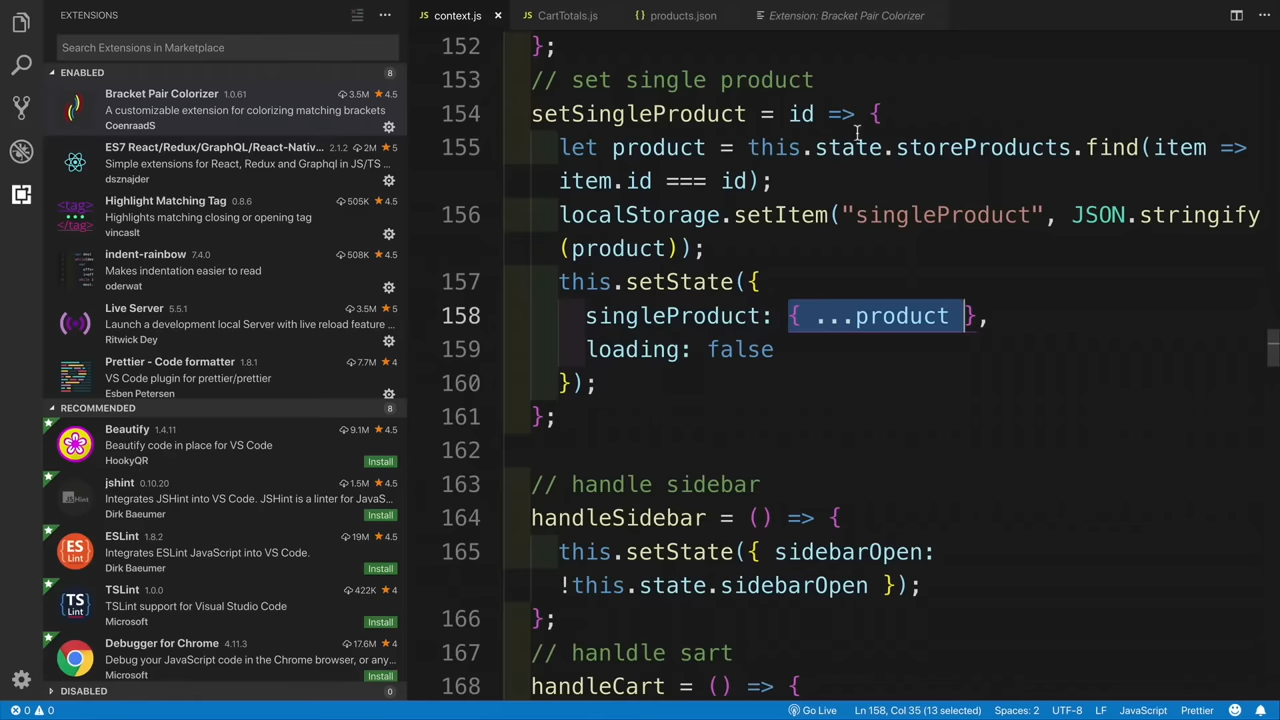 EXTENSIONS
Search Extensions in Marketplace
ENABLED 8
Bracket Pair Colorizer 1.0.61 3.5M ★4.5
A customizable extension for colorizing matching brackets
CoenraadS
ES7 React/Redux/GraphQL/React-Nativ... 2.1.2 2M ★5
Simple extensions for React, Redux and Graphql in JS/TS ...
dsznajder
Highlight Matching Tag 0.8.6 505K ★4.5
Highlights matching closing or opening tag
vincaslt
indent-rainbow 7.4.0 508K ★4.5
Makes indentation easier to read
oderwat
Live Server 5.5.1 3.5M ★5
Launch a development local Server with live reload feature ...
Ritwick Dey
Prettier - Code formatter 1.8.1 7.7M ★4
VS Code plugin for prettier/prettier
Esben Petersen
RECOMMENDED 8
Beautify 1.4.11 9.1M ★4.5
Beautify code in place for VS Code
HookyQR Install
jshint 0.10.20 1.5M ★4.5
Integrates JSHint into VS Code. JSHint is a linter for JavaS...
Dirk Baeumer Install
ESLint 1.8.2 19M ★4.5
Integrates ESLint JavaScript into VS Code.
Dirk Baeumer Install
TSLint 1.0.0 422K ★4
TSLint support for Visual Studio Code
Microsoft Install
Debugger for Chrome 4.11.3 17.6M ★4
Debug your JavaScript code in the Chrome browser, or any...
Microsoft Install
DISABLED 0
JS context.js × JS CartTotals.js {} products.json Extension: Bracket Pair Colorizer
152 };
153 // set single product
154 setSingleProduct = id => {
155 let product = this.state.storeProducts.find(item =>
item.id === id);
156 localStorage.setItem("singleProduct", JSON.stringify
(product));
157 this.setState({
158 singleProduct: { ...product },
159 loading: false
160 });
161 };
162
163 // handle sidebar
164 handleSidebar = () => {
165 this.setState({ sidebarOpen:
!this.state.sidebarOpen });
166 };
167 // hanldle sart
168 handleCart = () => {
0 0 Go Live Ln 158, Col 35 (13 selected) Spaces: 2 UTF-8 LF JavaScript Prettier